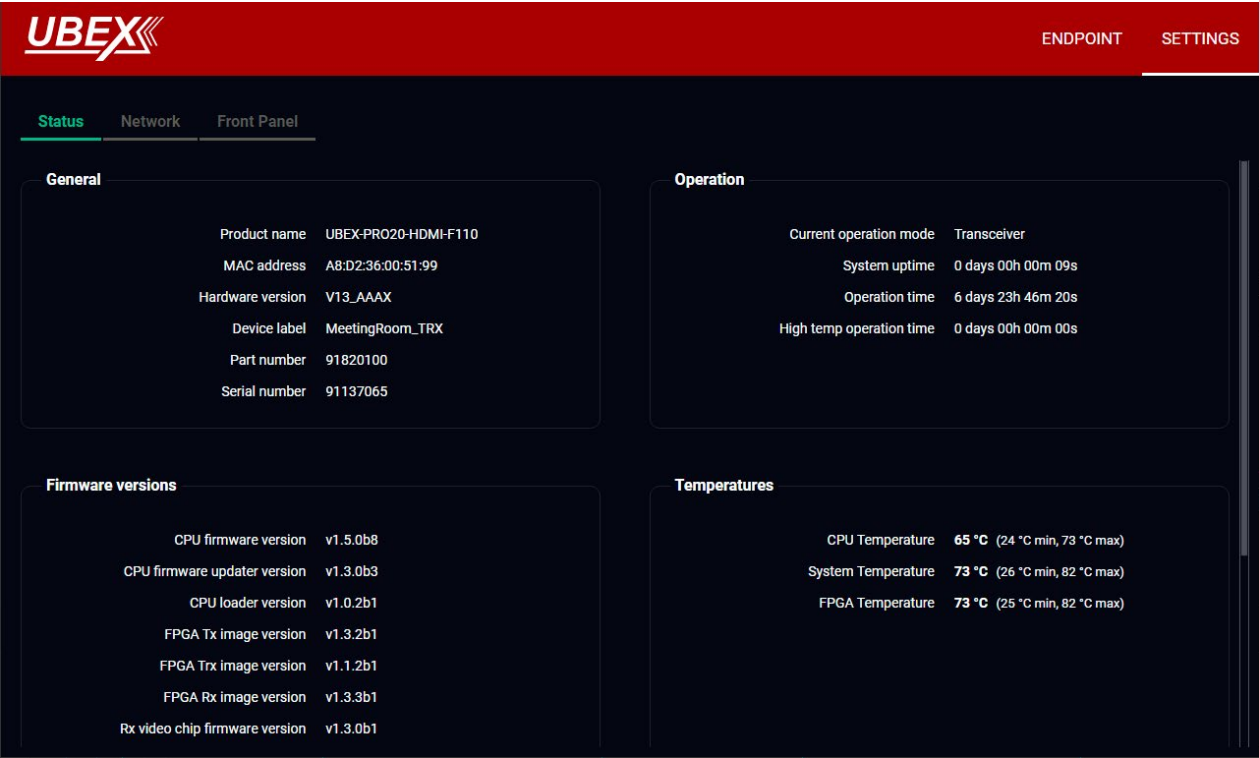 UBEX
ENDPOINT SETTINGS
Status Network Front Panel
General
Product name UBEX-PRO20-HDMI-F110
MAC address A8:D2:36:00:51:99
Hardware version V13_AAAX
Device label MeetingRoom_TRX
Part number 91820100
Serial number 91137065
Operation
Current operation mode Transceiver
System uptime 0 days 00h 00m 09s
Operation time 6 days 23h 46m 20s
High temp operation time 0 days 00h 00m 00s
Firmware versions
CPU firmware version v1.5.0b8
CPU firmware updater version v1.3.0b3
CPU loader version v1.0.2b1
FPGA Tx image version v1.3.2b1
FPGA Trx image version v1.1.2b1
FPGA Rx image version v1.3.3b1
Rx video chip firmware version v1.3.0b1
Temperatures
CPU Temperature 65 °C (24 °C min, 73 °C max)
System Temperature 73 °C (26 °C min, 82 °C max)
FPGA Temperature 73 °C (25 °C min, 82 °C max)